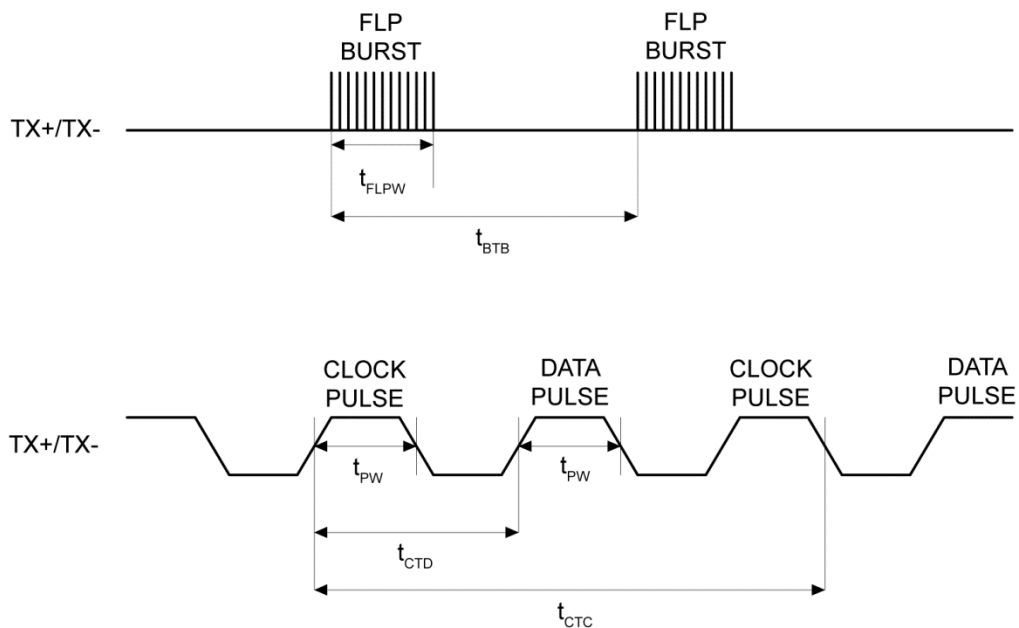 FLP
BURST
FLP
BURST
TX+/TX-
tFLPW
tBTB
CLOCK
PULSE
DATA
PULSE
CLOCK
PULSE
DATA
PULSE
TX+/TX-
tPW
tPW
tCTD
tCTC